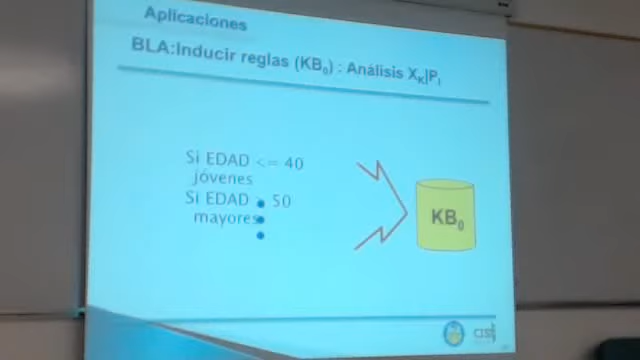 Aplicaciones
BLA:Inducir reglas (KB0) : Análisis XK|PI
Si EDAD <= 40
jóvenes
Si EDAD 50
mayores
KB0